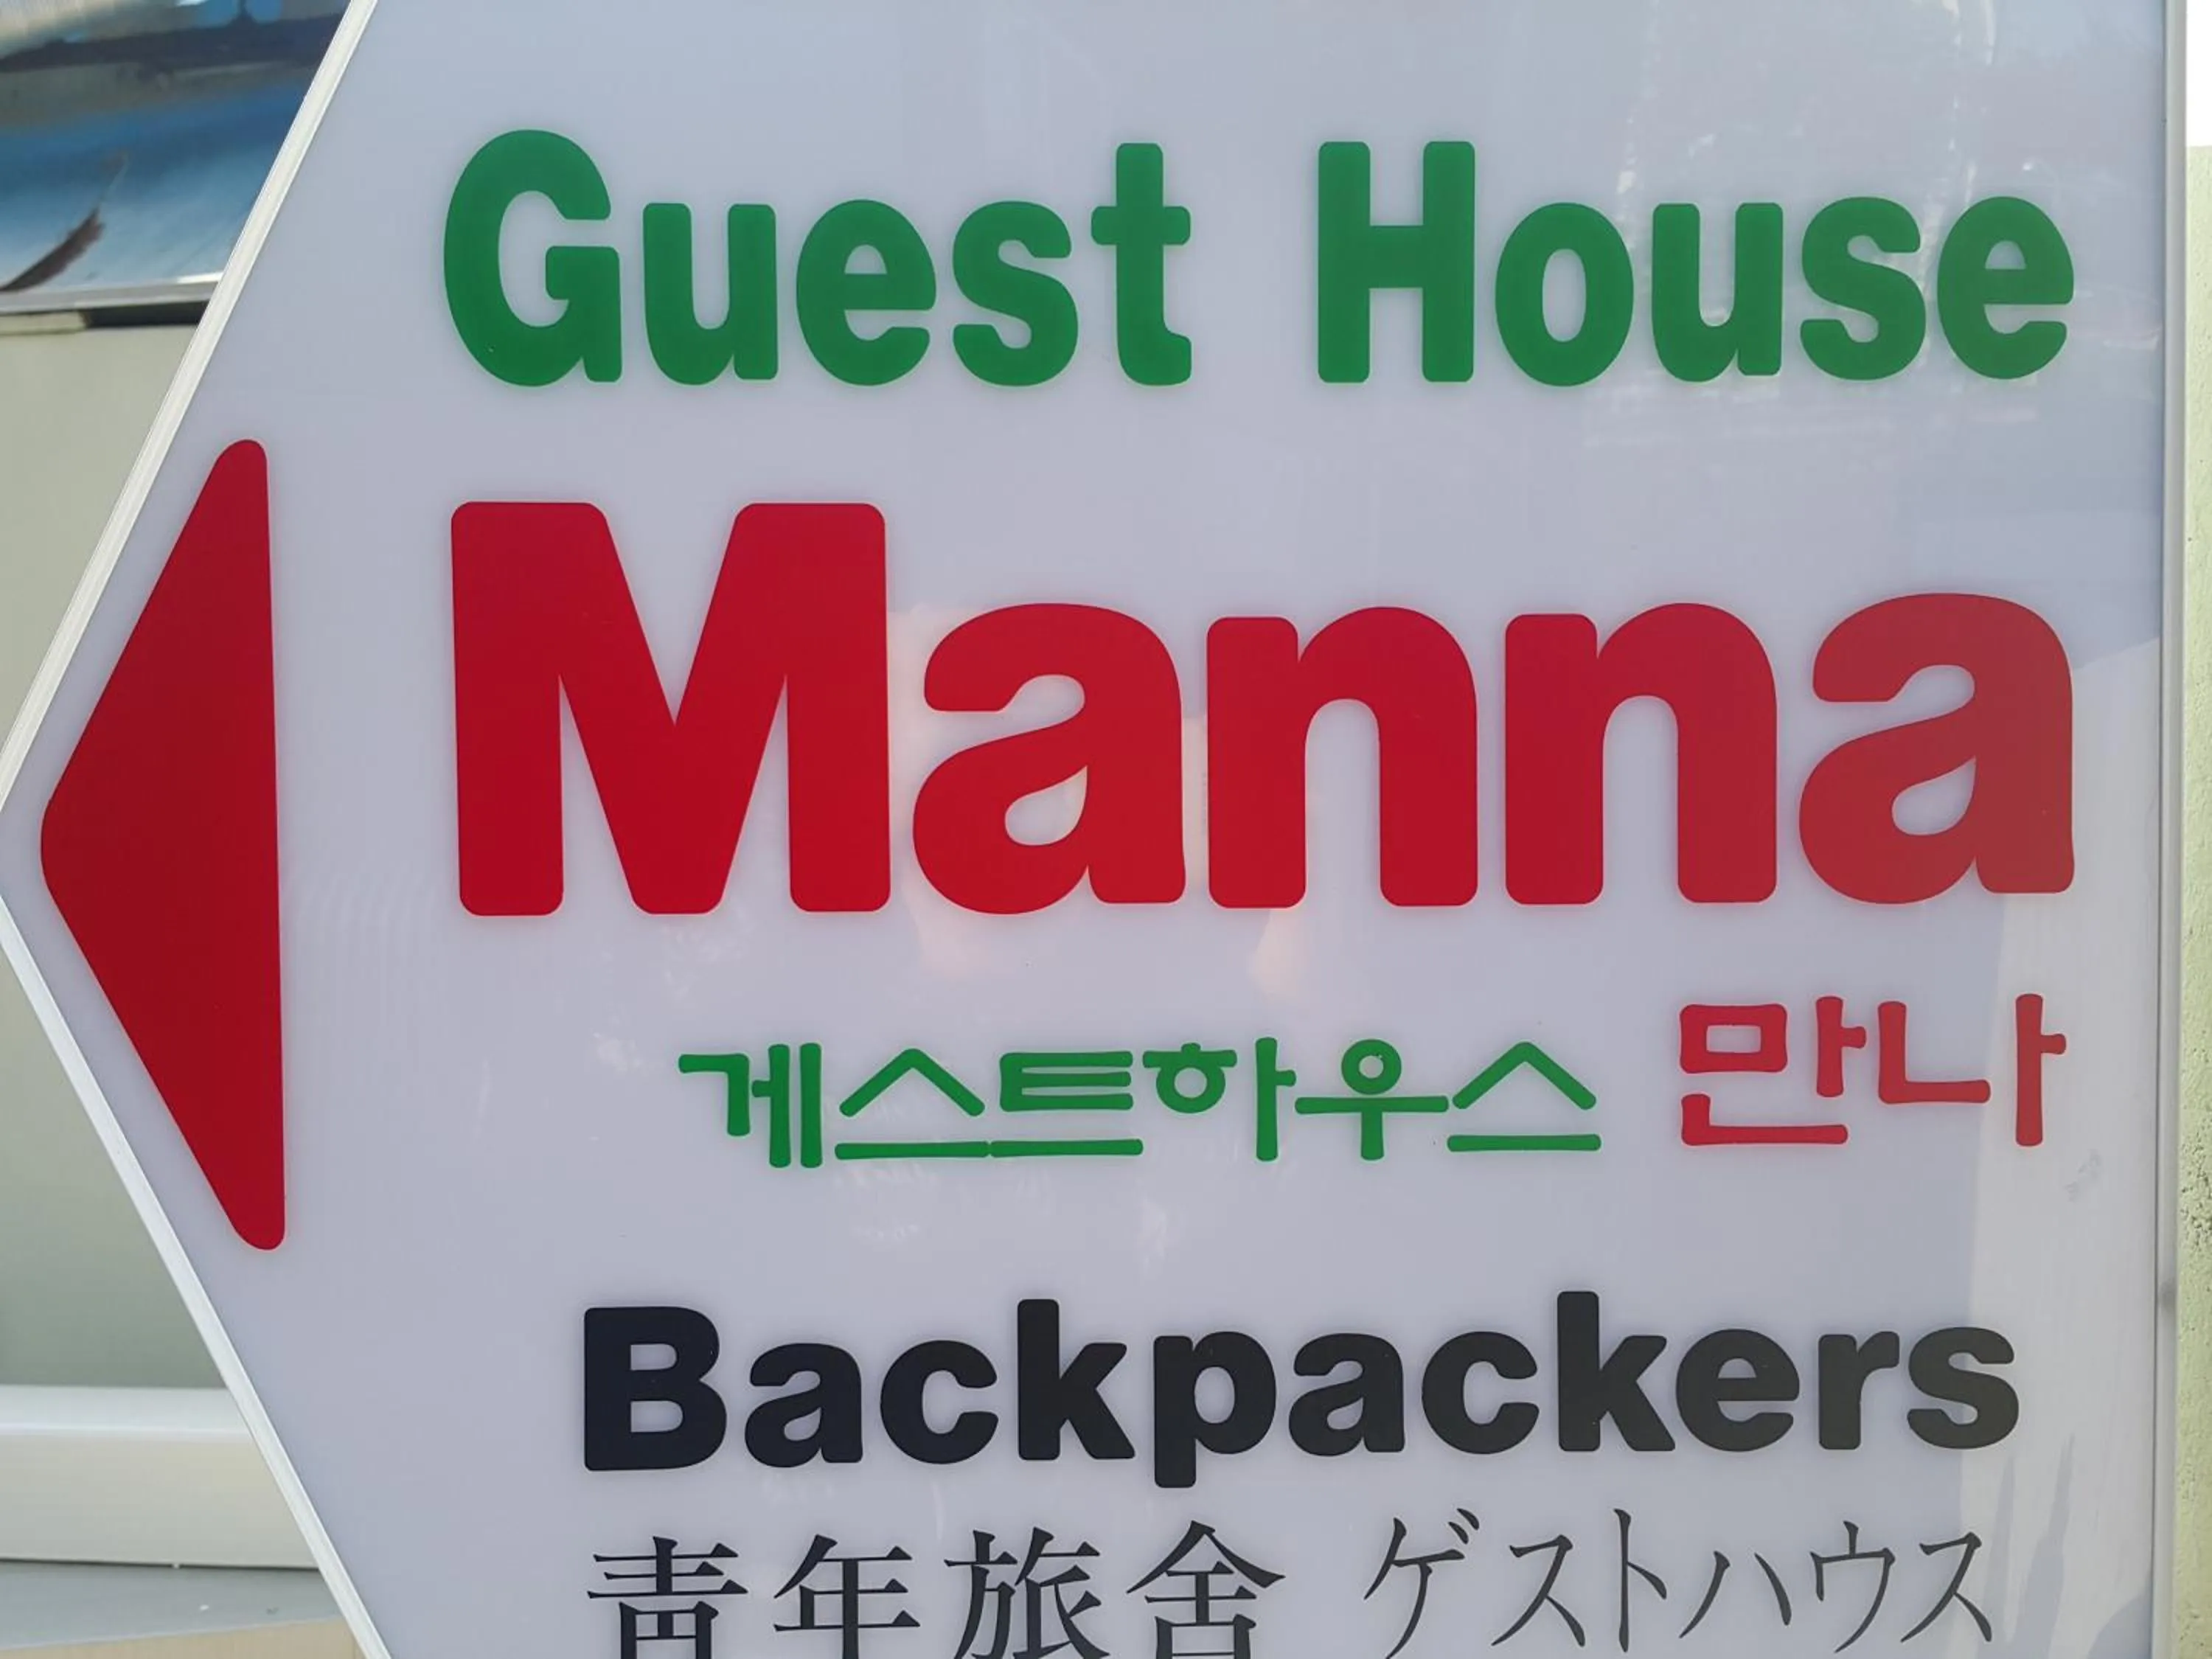 Guest House
Manna
게스트하우스 만나
Backpackers
靑年旅舍 ゲストハウス